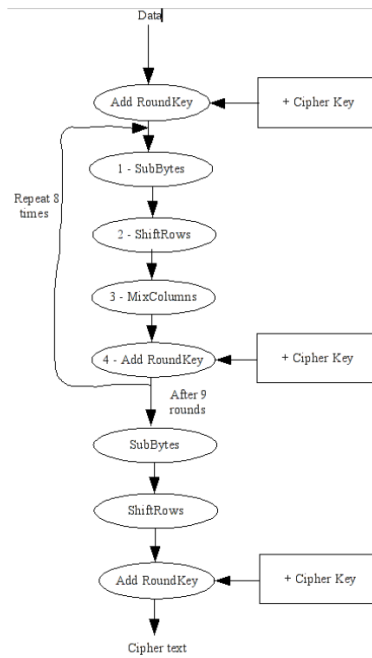 Data
Add RoundKey
+ Cipher Key
1 - SubBytes
Repeat 8
times
2 - ShiftRows
3 - MixColumns
4 - Add RoundKey
+ Cipher Key
After 9
rounds
SubBytes
ShiftRows
Add RoundKey
+ Cipher Key
Cipher text